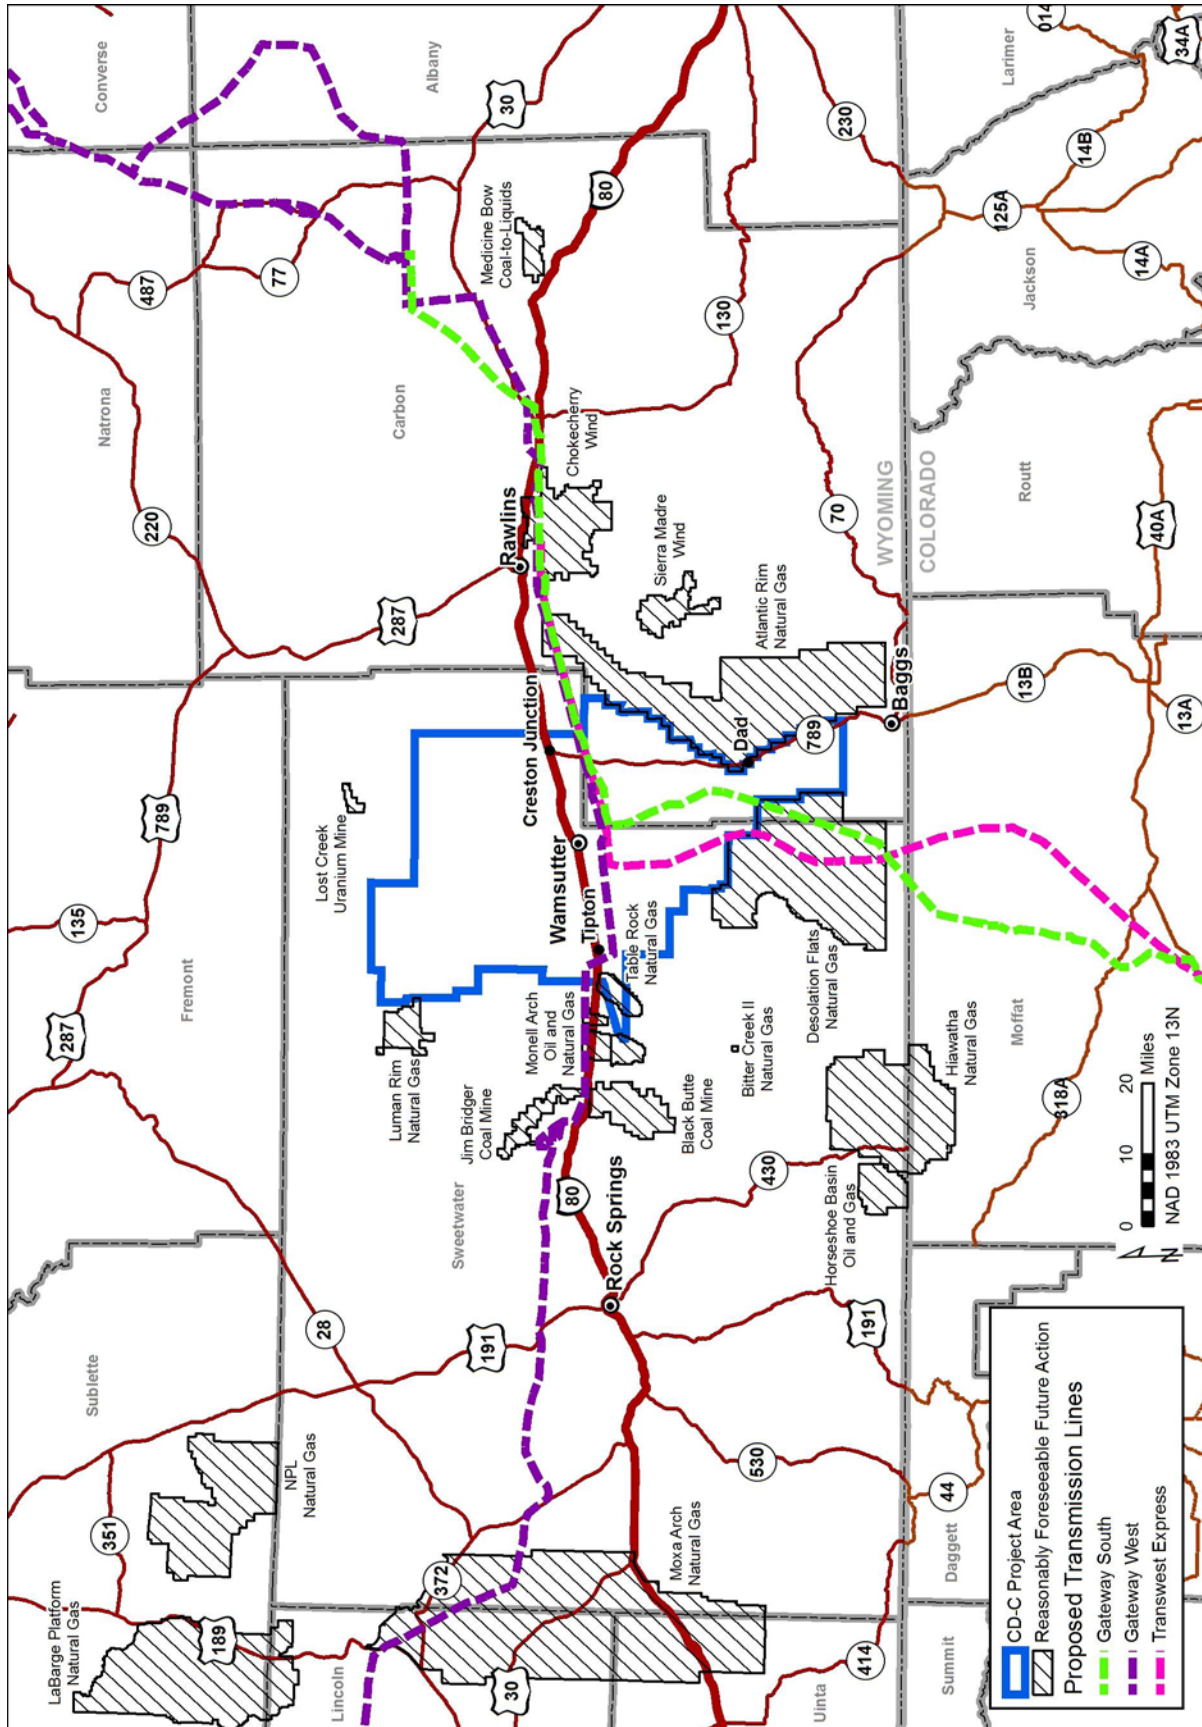 LaBarge Platform
Natural Gas
189
351
Sublette
NPL
Natural Gas
28
287
135
Fremont
789
220
Natrona
487
77
Converse
Lincoln
372
191
Sweetwater
Luman Rim
Natural Gas
Lost Creek
Uranium Mine
287
Carbon
Albany
30
30
Moxa Arch
Natural Gas
80
Rock Springs
Jim Bridger
Coal Mine
Monell Arch
Oil and
Natural Gas
Tipton
Wamsutter
Creston Junction
Rawlins
Medicine Bow
Coal-to-Liquids
80
Table Rock
Natural Gas
Chokecherry
Wind
Black Butte
Coal Mine
Sierra Madre
Wind
130
Uinta
414
530
430
Bitter Creek II
Natural Gas
Dad
Atlantic Rim
Natural Gas
Horseshoe Basin
Oil and Gas
Desolation Flats
Natural Gas
789
70
230
191
Baggs
WYOMING
COLORADO
Summit
Daggett
44
Hiawatha
Natural Gas
Moffat
318A
13B
13A
Routt
40A
Jackson
125A
14A
14B
Larimer
014
34A
CD-C Project Area
Reasonably Foreseeable Future Action
Proposed Transmission Lines
Gateway South
Gateway West
Transwest Express
N
0 10 20
Miles
NAD 1983 UTM Zone 13N